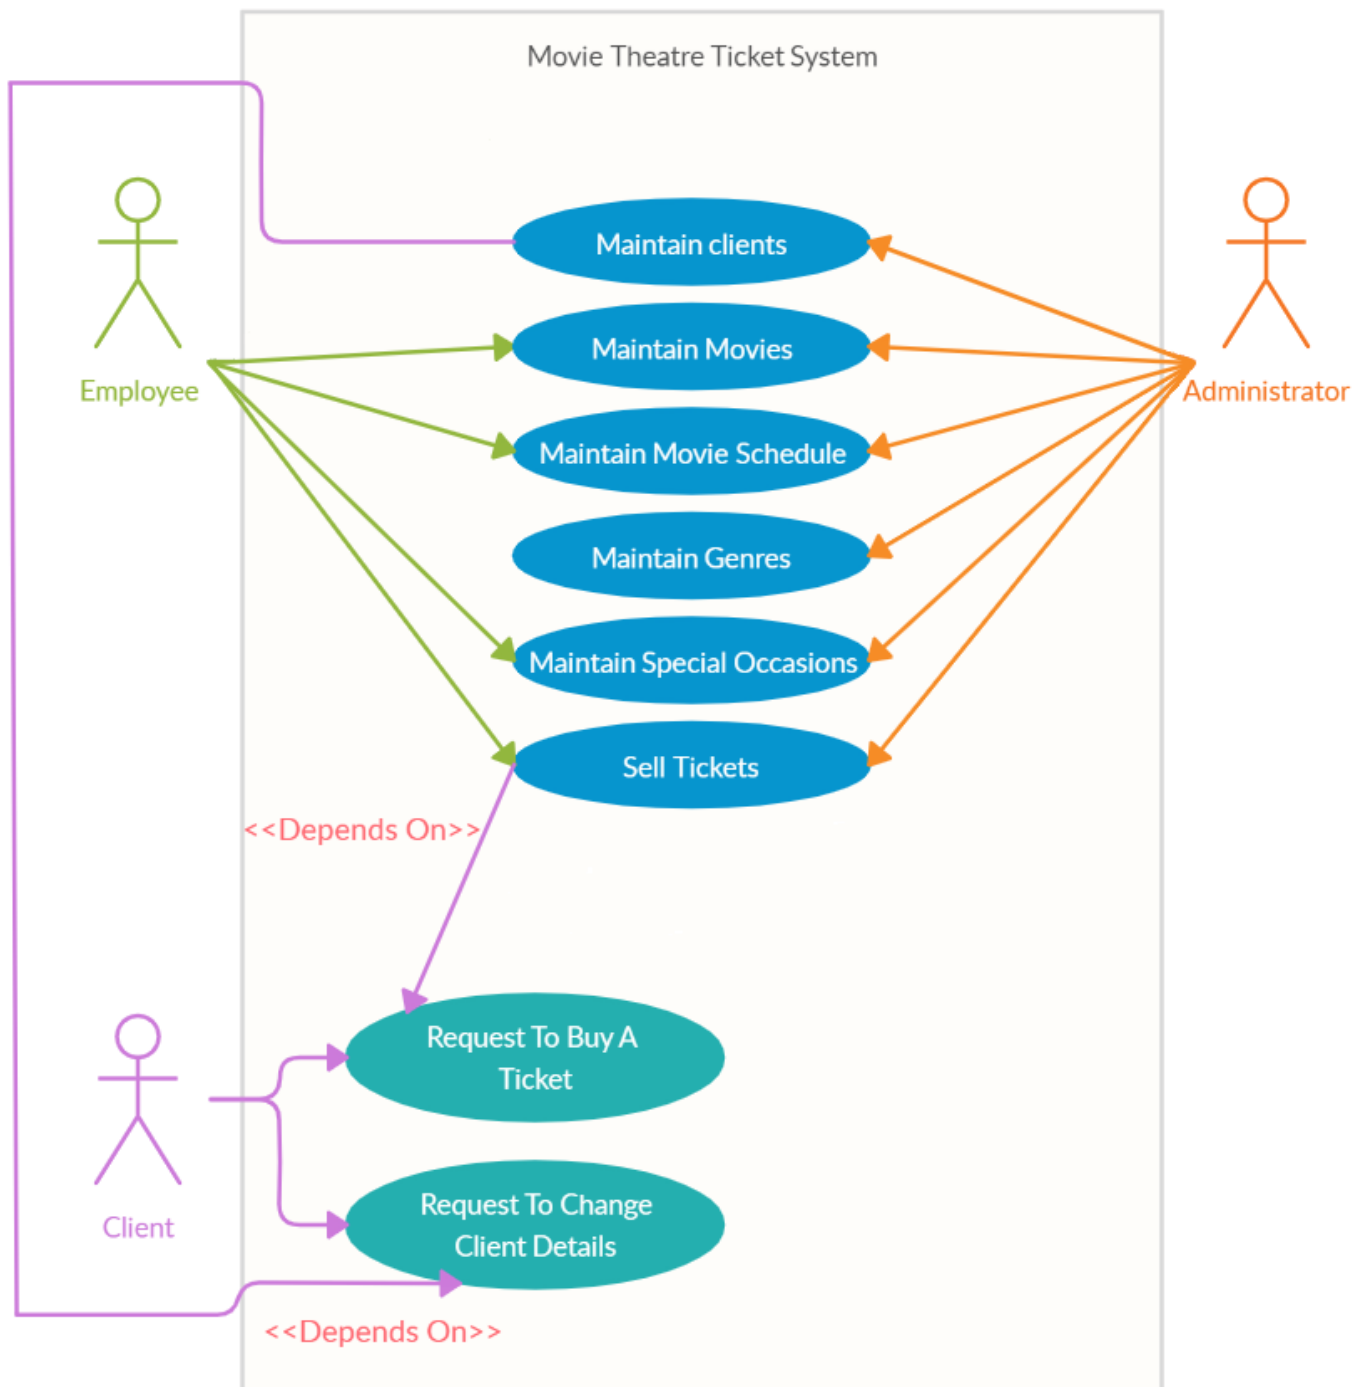 Movie Theatre Ticket System
Maintain clients
Maintain Movies
Employee
Administrator
Maintain Movie Schedule
Maintain Genres
Maintain Special Occasions
Sell Tickets
<<Depends On>>
Request To Buy A
Ticket
Request To Change
Client Details
Client
<<Depends On>>